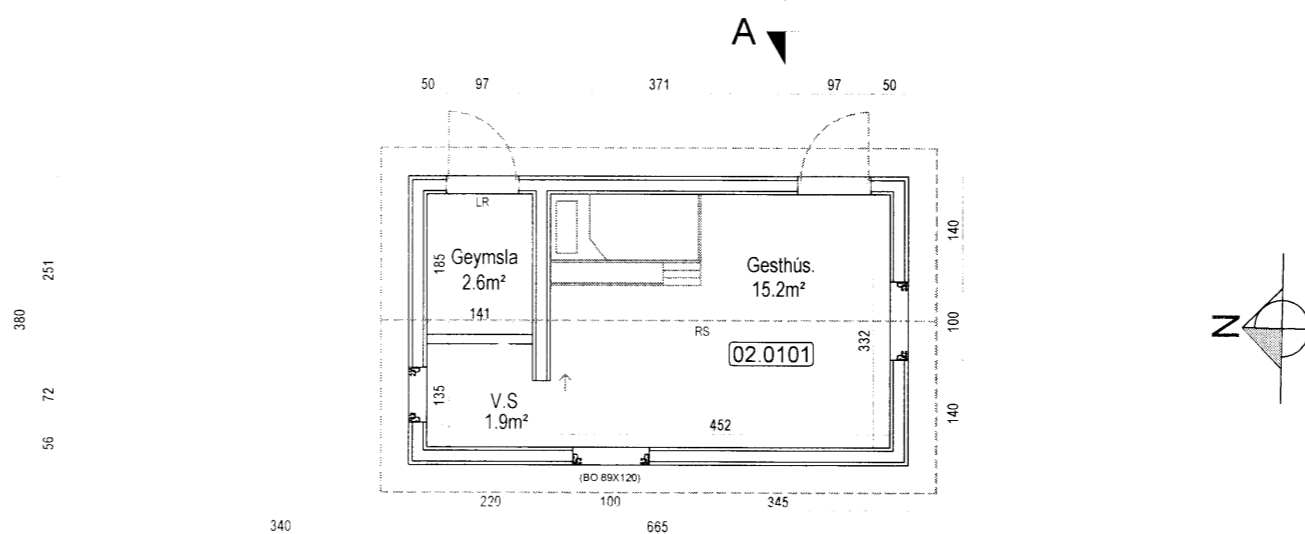 A
50 97 371 97 50
LR
Geymsla
2.6m²
185
141
Gesthús.
15.2m²
RS
02.0101
332
V.S
1.9m²
135
452
(BO 89X120)
140
100
140
251
380
72
56
220 100 345
340 665
N